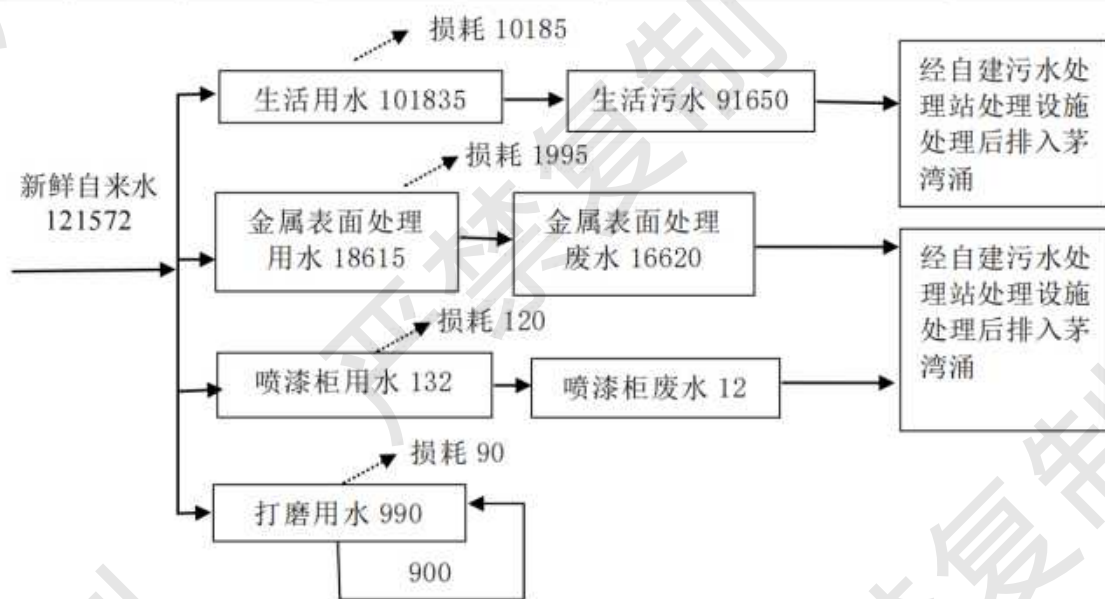 损耗 10185
生活用水 101835
生活污水 91650
经自建污水处
理站处理设施
处理后排入茅
湾涌
新鲜自来水
121572
损耗 1995
金属表面处理
用水 18615
金属表面处理
废水 16620
经自建污水处
理站处理设施
处理后排入茅
湾涌
损耗 120
喷漆柜用水 132
喷漆柜废水 12
损耗 90
打磨用水 990
900
严禁复制